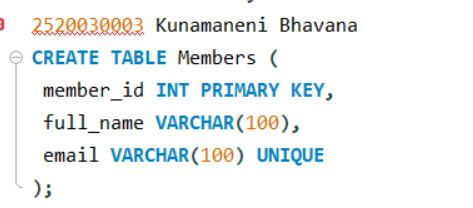 2520030003 Kunamaneni Bhavana
CREATE TABLE Members (
member_id INT PRIMARY KEY,
full_name VARCHAR(100),
email VARCHAR(100) UNIQUE
);